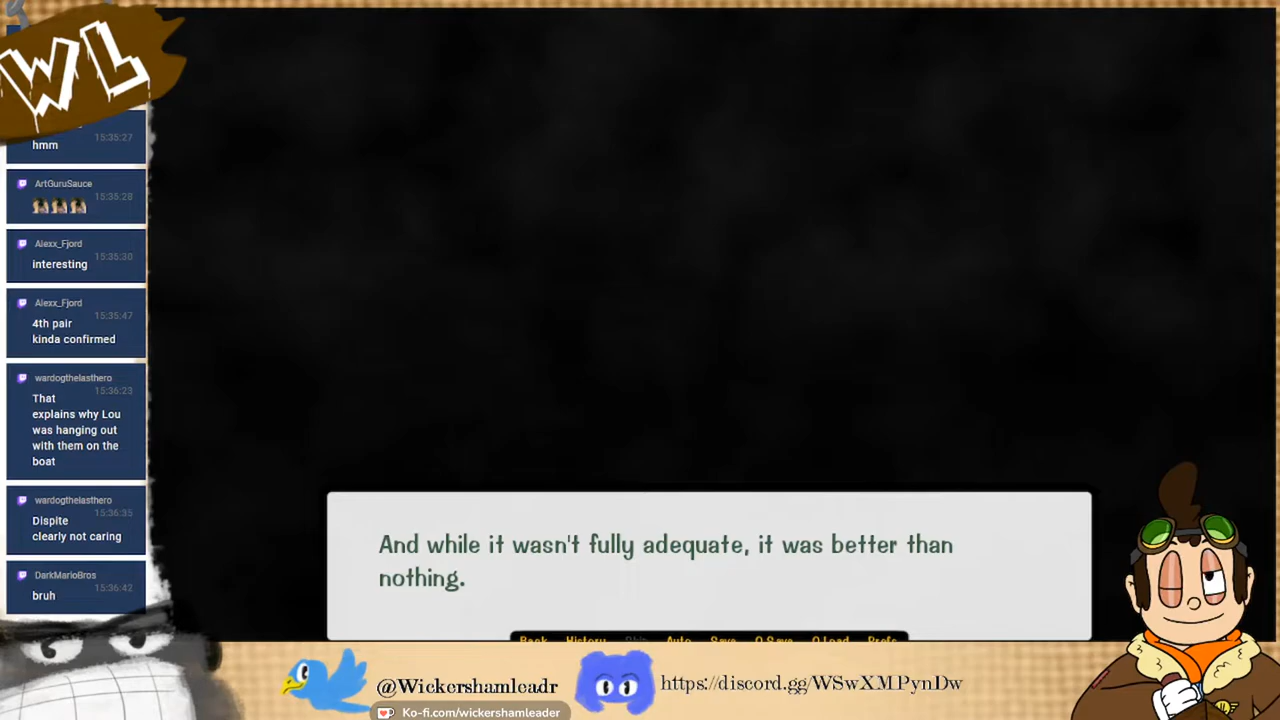 WL
15:35:27
hmm
ArtGuruSauce
15:35:28
Alexx_Fjord
15:35:30
interesting
Alexx_Fjord
15:35:47
4th pair
kinda confirmed
wardogthelasthero
15:36:23
That
explains why Lou
was hanging out
with them on the
boat
wardogthelasthero
15:36:35
Dispite
clearly not caring
DarkMarioBros
15:36:42
bruh
And while it wasn't fully adequate, it was better than
nothing.
Back History Skip Auto Save Q.Save Q.Load Prefs
@Wickershamleadr
https://discord.gg/WSwXMPynDw
Ko-fi.com/wickershamleader